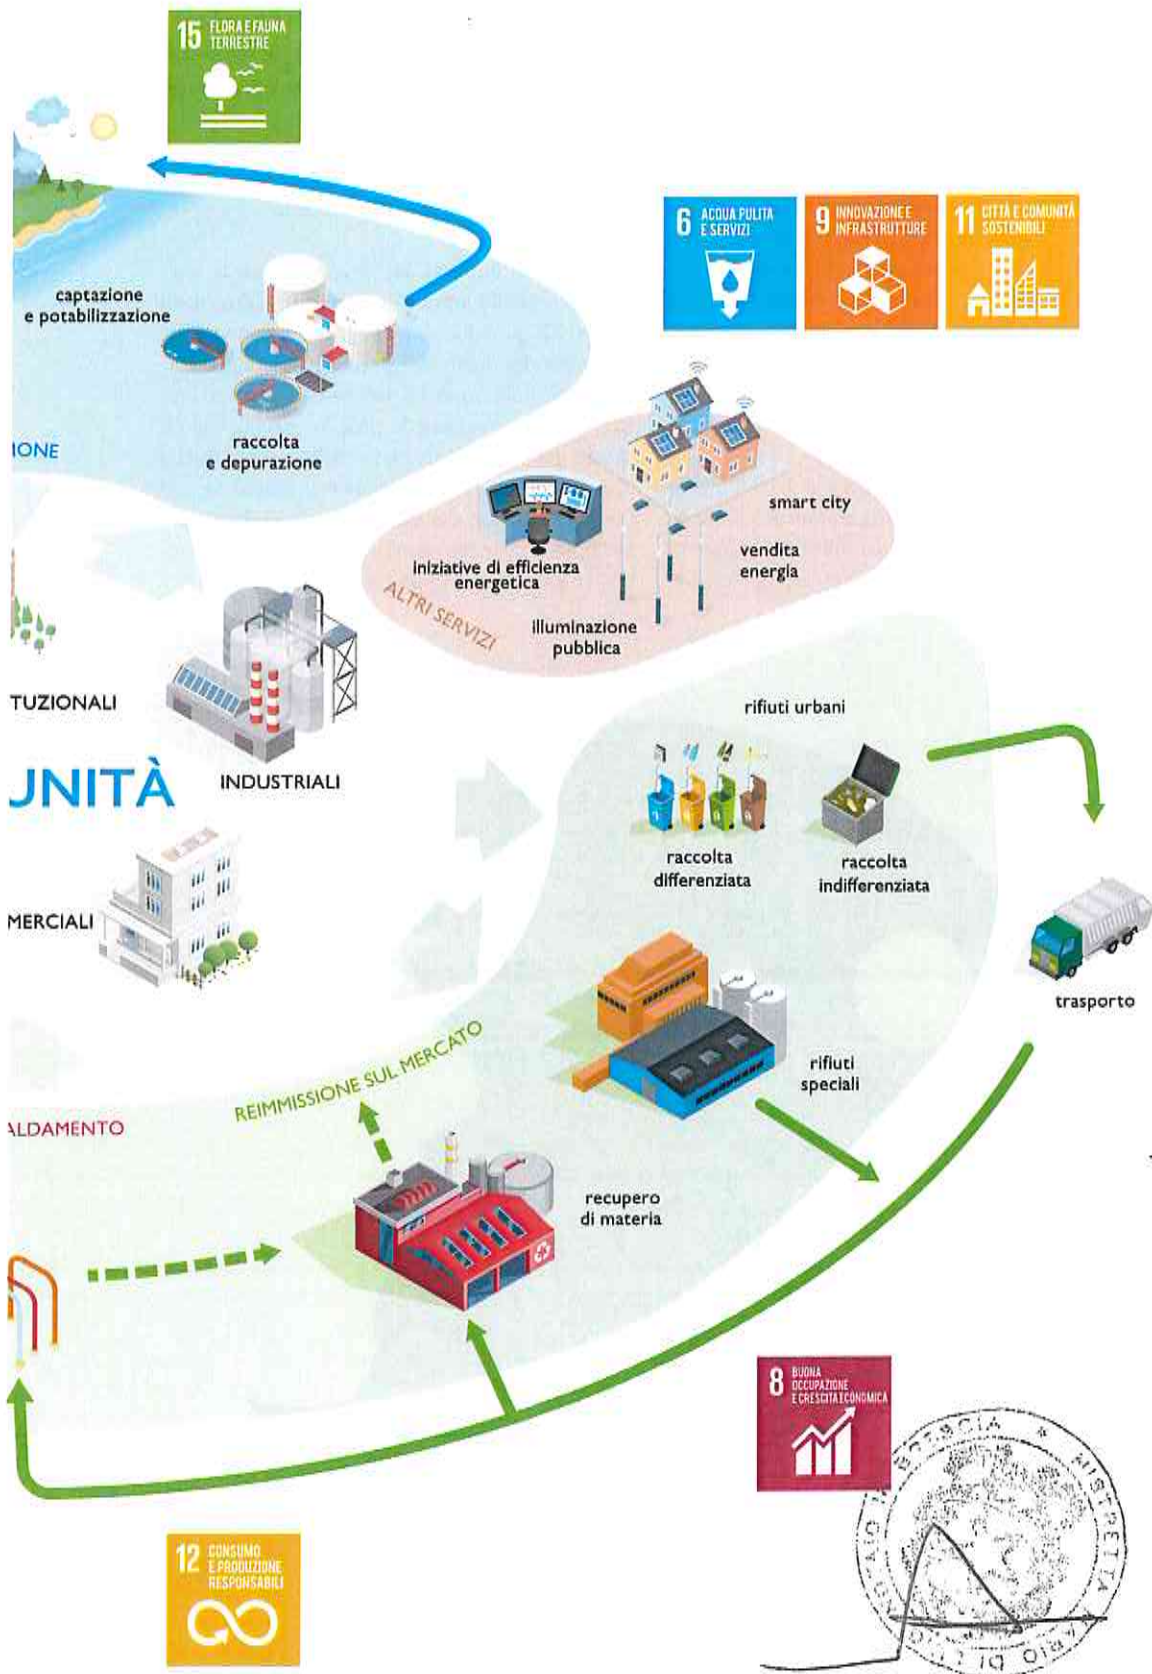 15 FLORA E FAUNA
TERRESTRE
6 ACQUA PULITA
E SERVIZI
9 INNOVAZIONE E
INFRASTRUTTURE
11 CITTÀ E COMUNITÀ
SOSTENIBILI
captazione
e potabilizzazione
raccolta
e depurazione
IONE
smart city
vendita
energia
iniziative di efficienza
energetica
ALTRI SERVIZI
illuminazione
pubblica
TUZIONALI
INDUSTRIALI
UNITÀ
rifiuti urbani
raccolta
differenziata
raccolta
indifferenziata
MERCIALI
trasporto
REIMMISSIONE SUL MERCATO
rifiuti
speciali
ALDAMENTO
recupero
di materia
8 BUONA
OCCUPAZIONE
E CRESCITA ECONOMICA
12 CONSUMO
E PRODUZIONE
RESPONSABILI
MISTRETTA